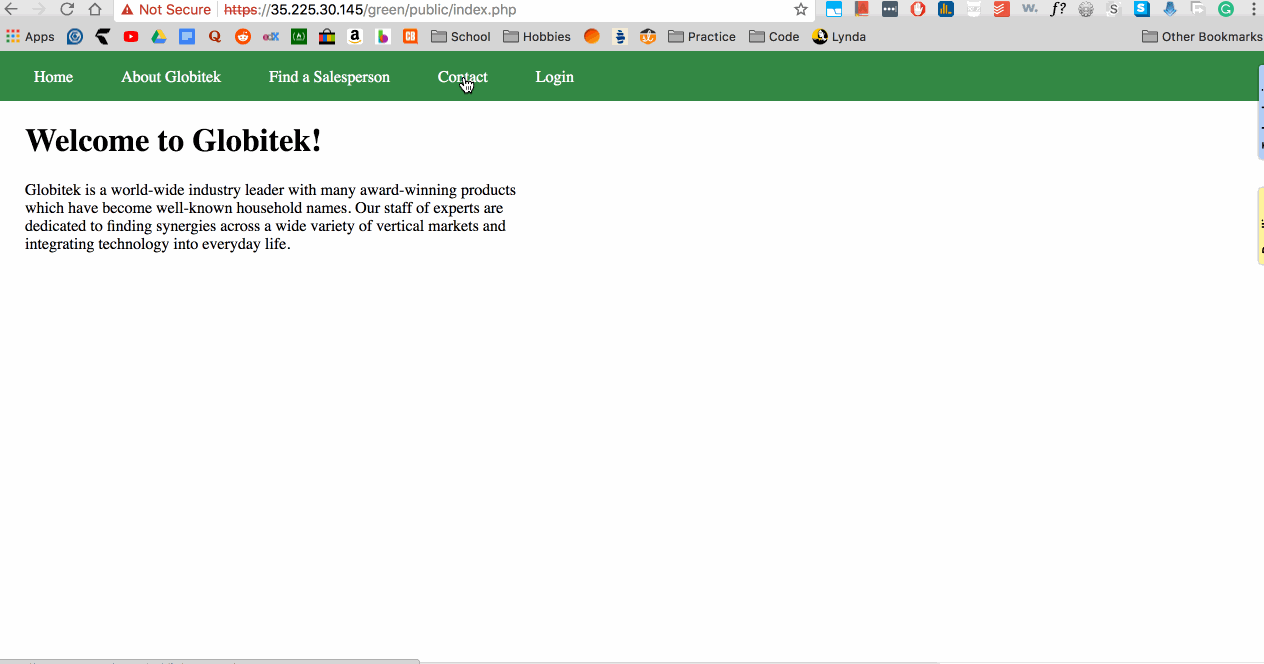 Not Secure https://35.225.30.145/green/public/index.php
Apps School Hobbies Practice Code Lynda Other Bookmarks
Home About Globitek Find a Salesperson Contact Login
Welcome to Globitek!
Globitek is a world-wide industry leader with many award-winning products
which have become well-known household names. Our staff of experts are
dedicated to finding synergies across a wide variety of vertical markets and
integrating technology into everyday life.